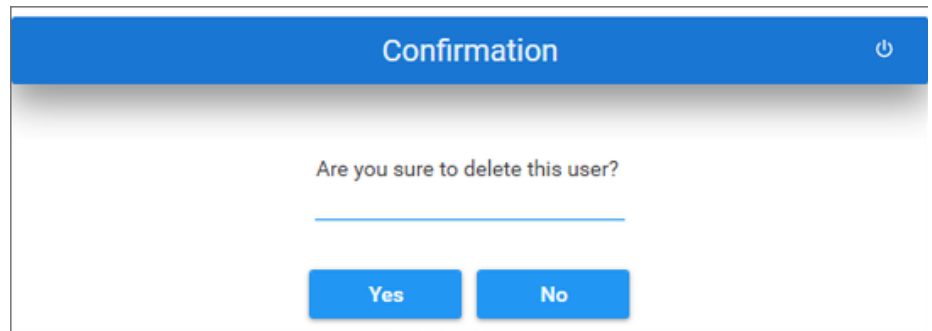 Confirmation
Are you sure to delete this user?
Yes No